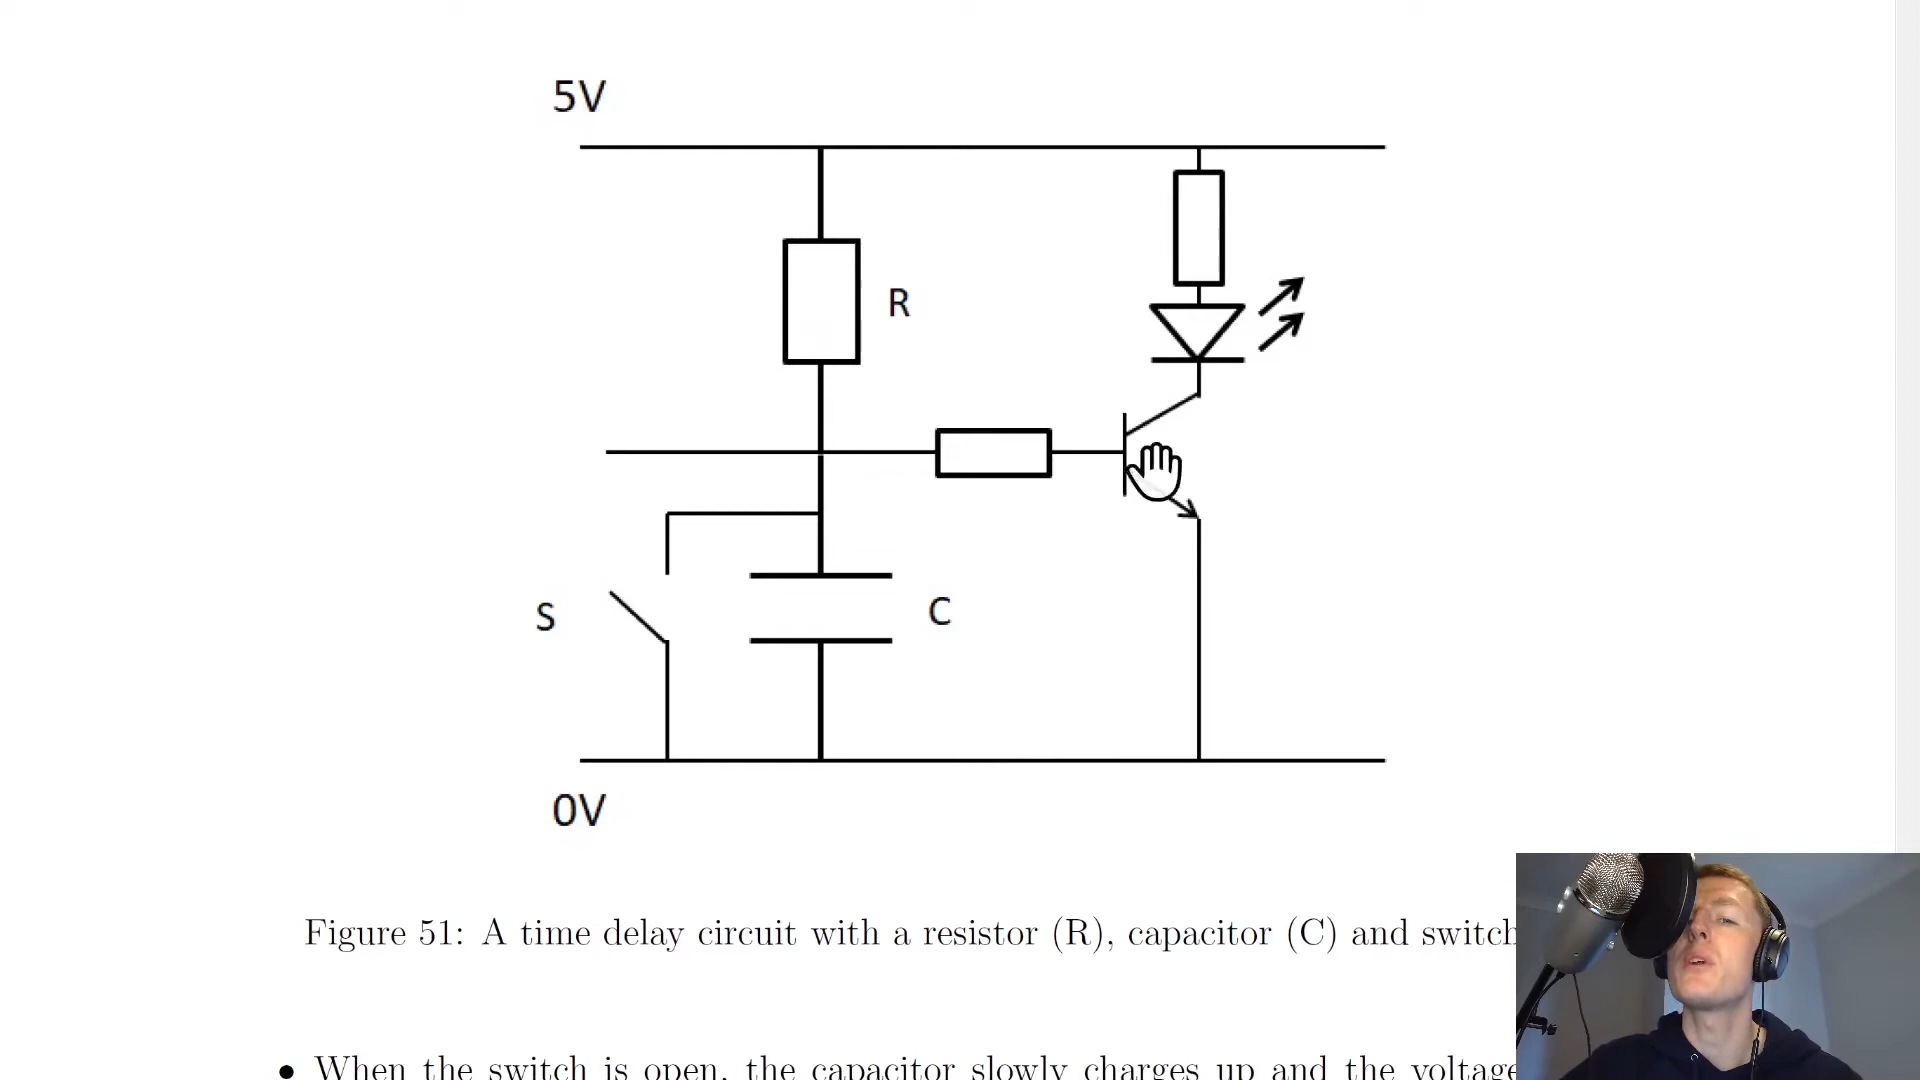 5V
R
S
C
0V
Figure 51: A time delay circuit with a resistor (R), capacitor (C) and switch
• When the switch is open, the capacitor slowly charges up and the voltage